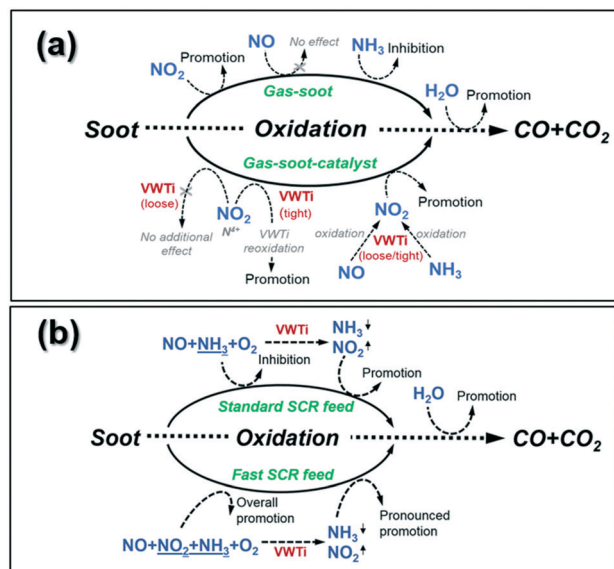 (a)
NO
No effect
NH₃
Promotion
Inhibition
NO₂
H₂O
Gas-soot
Promotion
Soot
Oxidation
CO+CO₂
Gas-soot-catalyst
VWTi
(loose)
VWTi
(tight)
Promotion
NO₂
N⁴⁺
NO₂
No additional
effect
VWTi
reoxidation
oxidation
VWTi
(loose/tight)
oxidation
Promotion
NO
NH₃
(b)
NO+NH₃+O₂
VWTi
NH₃↓
NO₂↑
Inhibition
Promotion
H₂O
Promotion
Standard SCR feed
Soot
Oxidation
CO+CO₂
Fast SCR feed
Overall
promotion
Pronounced
promotion
NO+NO₂+NH₃+O₂
VWTi
NH₃↓
NO₂↑